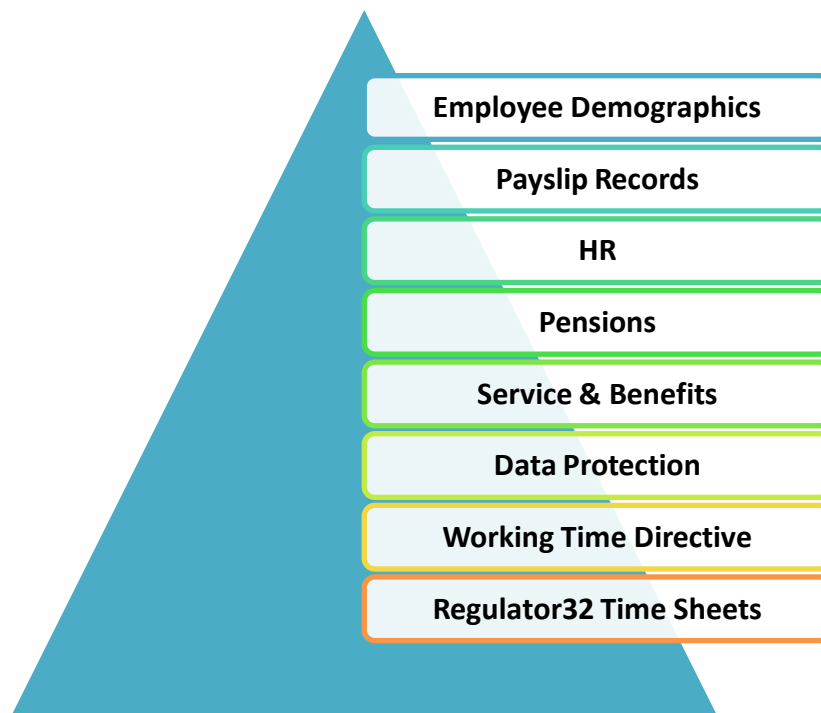 Employee Demographics
Payslip Records
HR
Pensions
Service & Benefits
Data Protection
Working Time Directive
Regulator32 Time Sheets